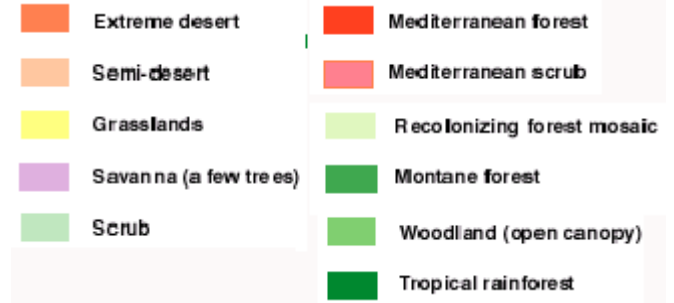 Extreme desert
Semi-desert
Grasslands
Savanna (a few trees)
Scrub
Mediterranean forest
Mediterranean scrub
Recolonizing forest mosaic
Montane forest
Woodland (open canopy)
Tropical rainforest